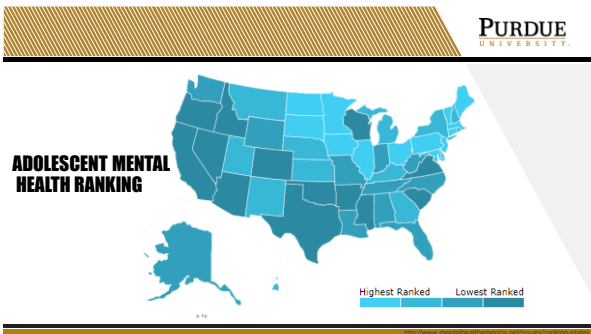 PURDUE
UNIVERSITY.
ADOLESCENT MENTAL
HEALTH RANKING
Highest Ranked Lowest Ranked